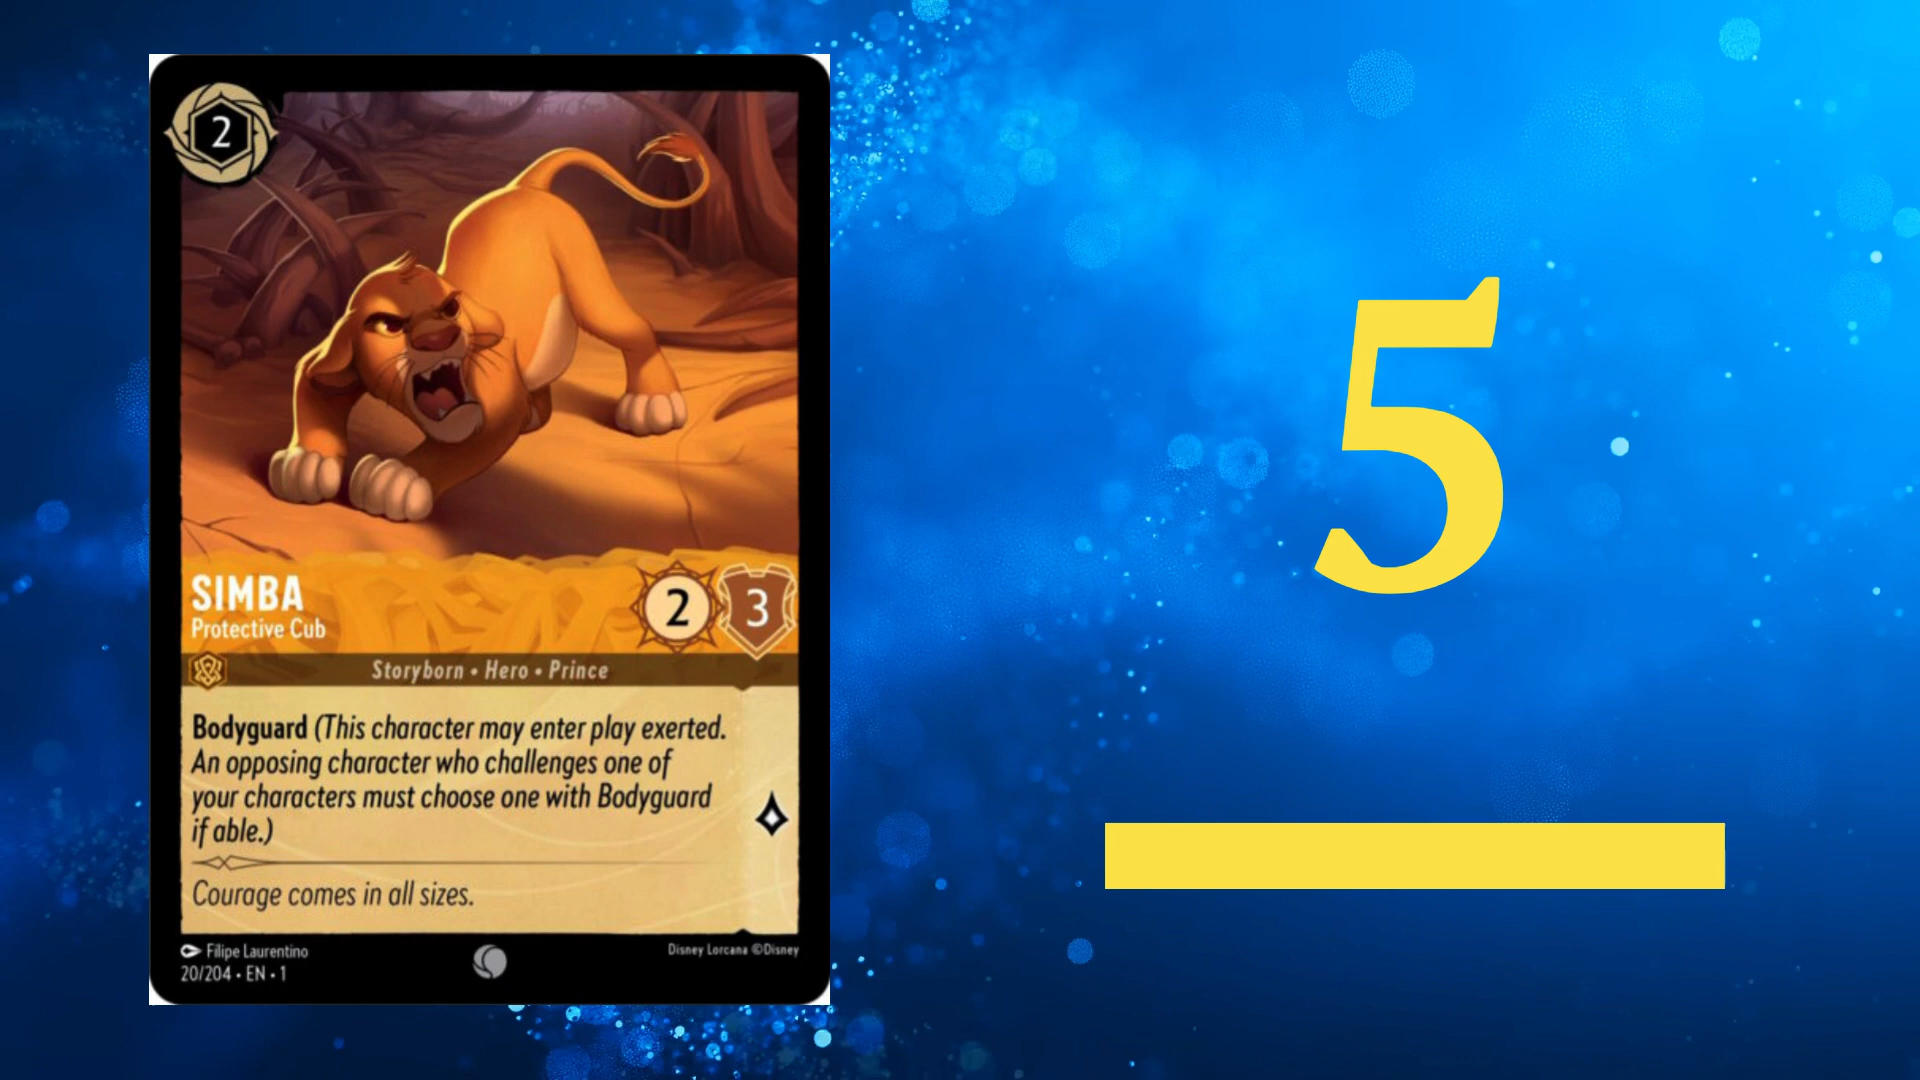 2
SIMBA
Protective Cub
2
3
Storyborn • Hero • Prince
Bodyguard (This character may enter play exerted.
An opposing character who challenges one of
your characters must choose one with Bodyguard
if able.)
Courage comes in all sizes.
Filipe Laurentino
Disney Lorcana ©Disney
20/204 • EN • 1
5